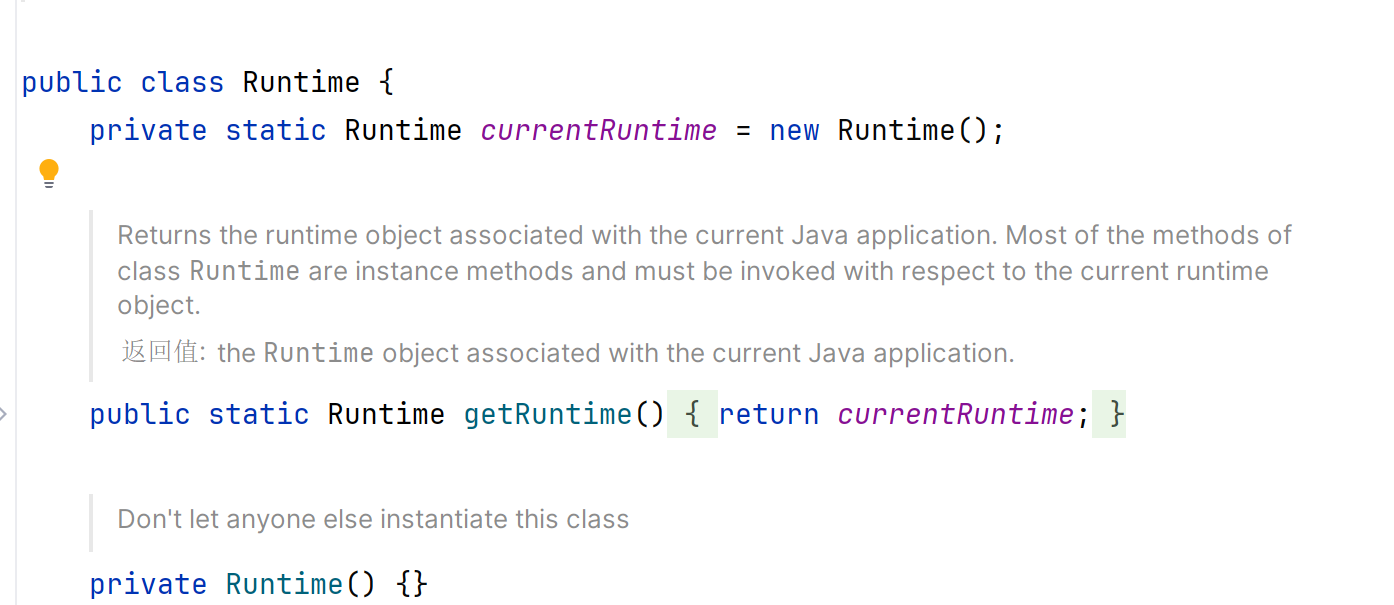 public class Runtime {
private static Runtime currentRuntime = new Runtime();
Returns the runtime object associated with the current Java application. Most of the methods of
class Runtime are instance methods and must be invoked with respect to the current runtime
object.
返回值: the Runtime object associated with the current Java application.
public static Runtime getRuntime() { return currentRuntime; }
Don't let anyone else instantiate this class
private Runtime() {}